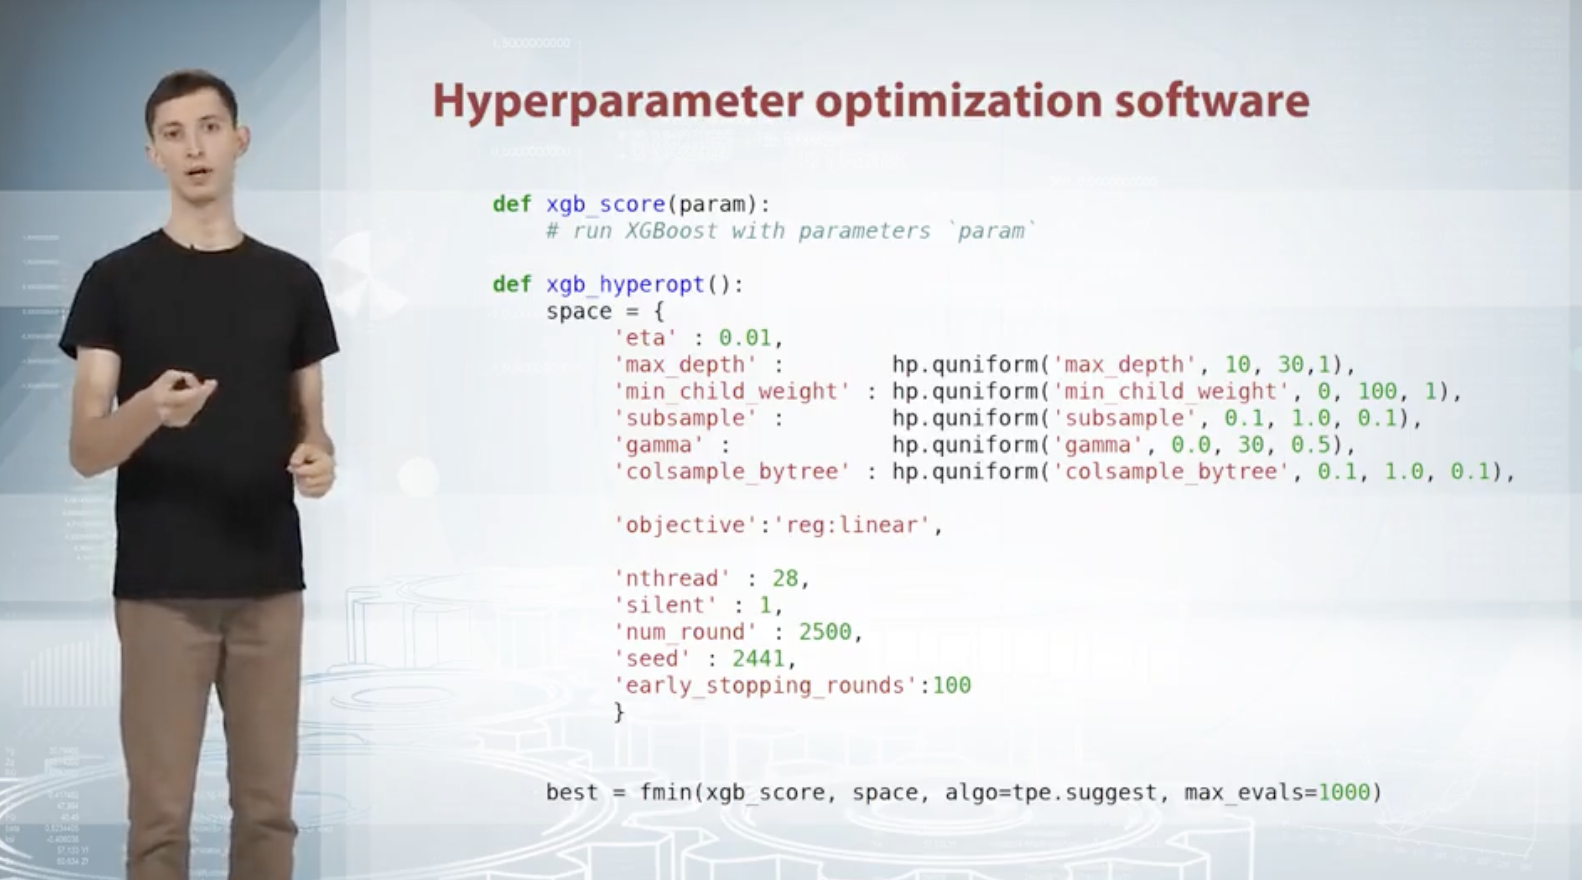 Hyperparameter optimization software
def xgb_score(param):
    # run XGBoost with parameters `param`
def xgb_hyperopt():
    space = {
         'eta' : 0.01,
         'max_depth' :        hp.quniform('max_depth', 10, 30,1),
         'min_child_weight' : hp.quniform('min_child_weight', 0, 100, 1),
         'subsample' :        hp.quniform('subsample', 0.1, 1.0, 0.1),
         'gamma' :            hp.quniform('gamma', 0.0, 30, 0.5),
         'colsample_bytree' : hp.quniform('colsample_bytree', 0.1, 1.0, 0.1),
         'objective':'reg:linear',
         'nthread' : 28,
         'silent' : 1,
         'num_round' : 2500,
         'seed' : 2441,
         'early_stopping_rounds':100
         }
    best = fmin(xgb_score, space, algo=tpe.suggest, max_evals=1000)